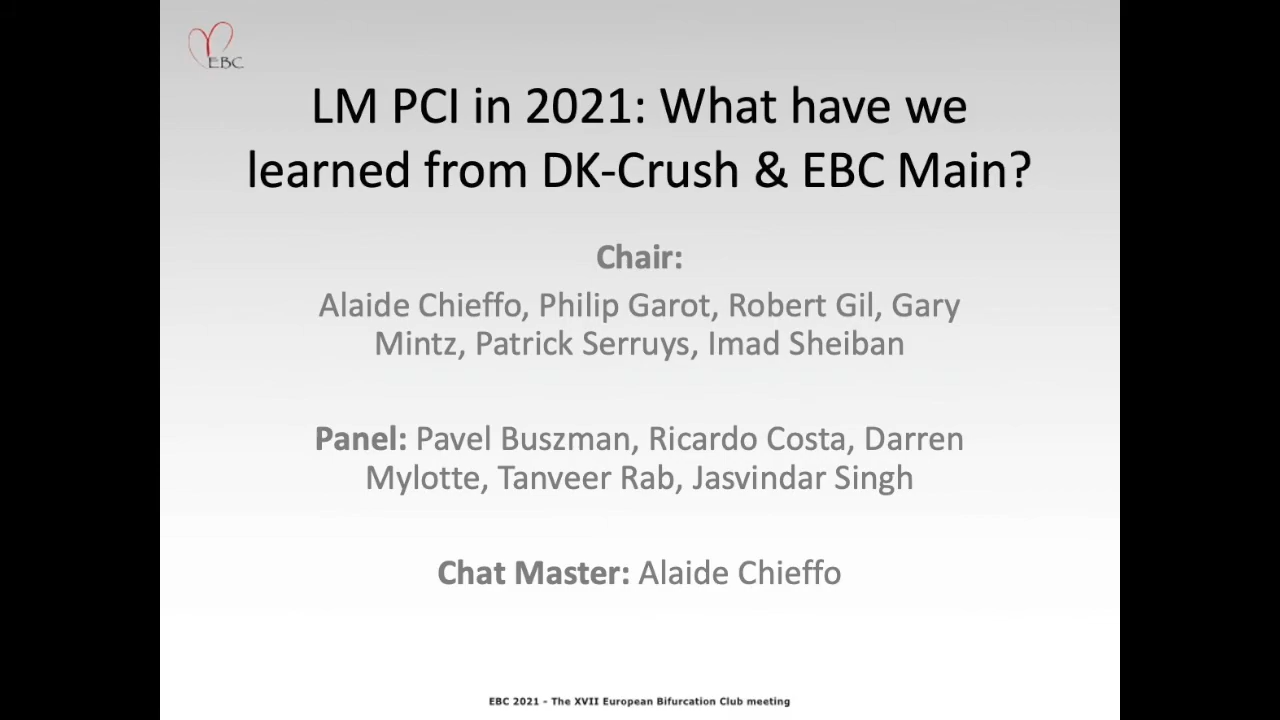 EBC
LM PCI in 2021: What have we
learned from DK-Crush & EBC Main?
Chair:
Alaide Chieffo, Philip Garot, Robert Gil, Gary
Mintz, Patrick Serruys, Imad Sheiban
Panel: Pavel Buszman, Ricardo Costa, Darren
Mylotte, Tanveer Rab, Jasvindar Singh
Chat Master: Alaide Chieffo
EBC 2021 - The XVII European Bifurcation Club meeting